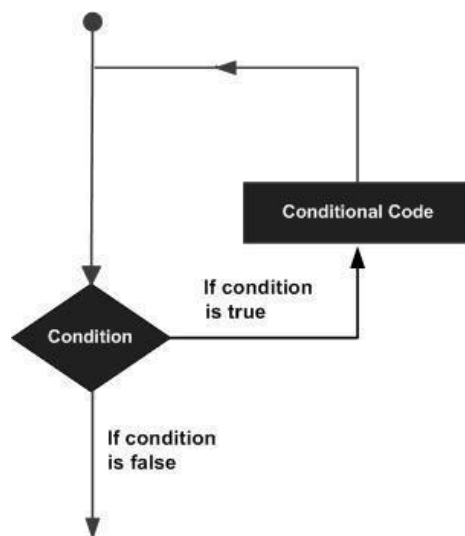 Conditional Code
If condition
is true
Condition
If condition
is false